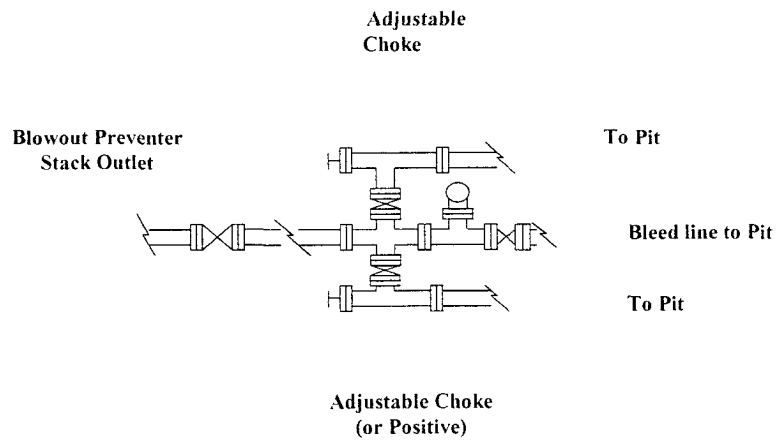 Adjustable
Choke
Blowout Preventer
Stack Outlet
To Pit
Bleed line to Pit
To Pit
Adjustable Choke
(or Positive)